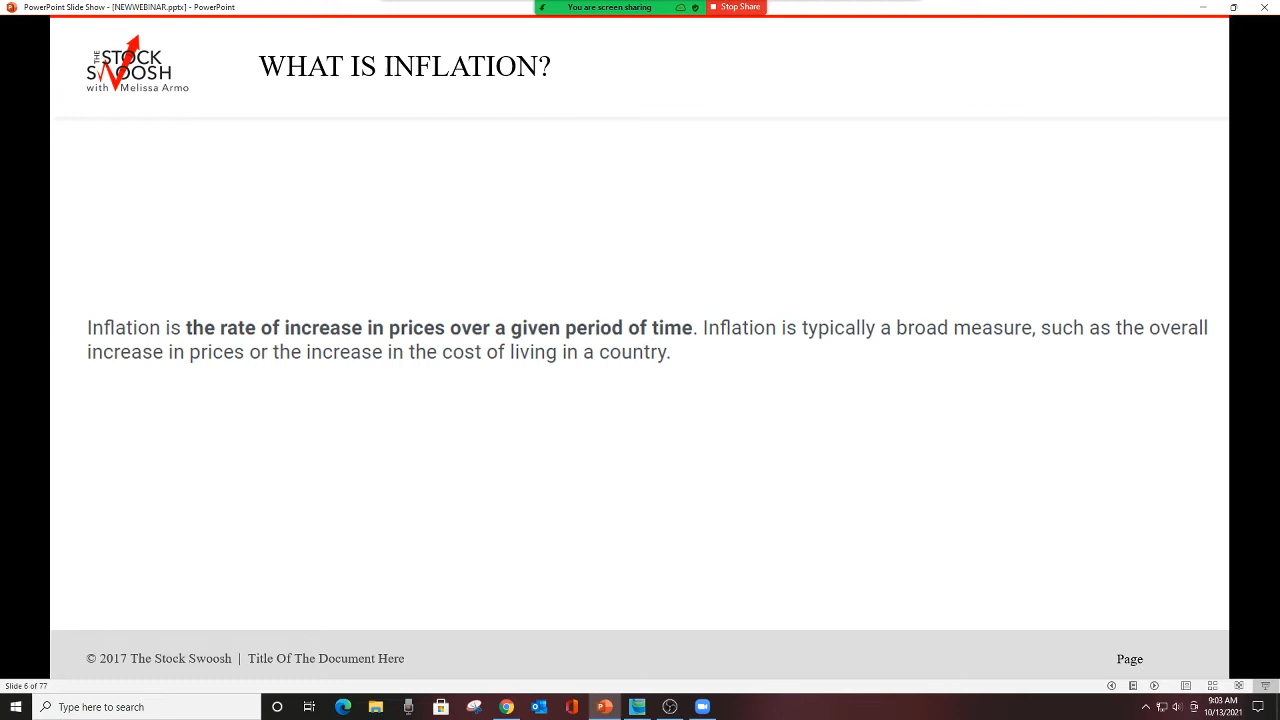 PowerPoint Slide Show - [NEWWEBINAR.pptx] - PowerPoint
You are screen sharing
Stop Share
THE
STOCK
SWOOSH
with Melissa Armo
WHAT IS INFLATION?
Inflation is the rate of increase in prices over a given period of time. Inflation is typically a broad measure, such as the overall
increase in prices or the increase in the cost of living in a country.
© 2017 The Stock Swoosh | Title Of The Document Here
Page
Slide 6 of 77
Type here to search
9:03 AM
10/13/2021